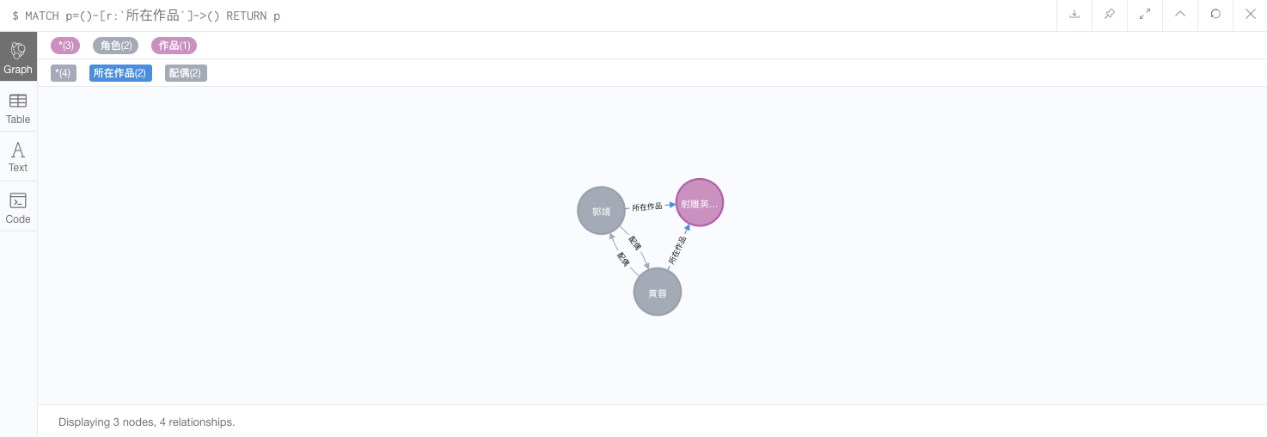 $ MATCH p=()-[r:`所在作品`]->() RETURN p
Graph
*(3) 角色(2) 作品(1)
*(4) 所在作品(2) 配偶(2)
Table
Text
Code
郭靖
所在作品
射雕英…
配偶
配偶
所在作品
黄蓉
Displaying 3 nodes, 4 relationships.